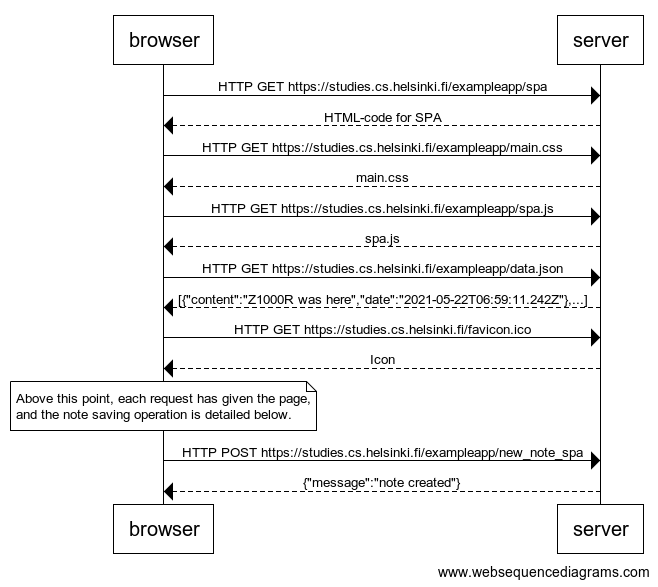 browser
server
HTTP GET https://studies.cs.helsinki.fi/exampleapp/spa
HTML-code for SPA
HTTP GET https://studies.cs.helsinki.fi/exampleapp/main.css
main.css
HTTP GET https://studies.cs.helsinki.fi/exampleapp/spa.js
spa.js
HTTP GET https://studies.cs.helsinki.fi/exampleapp/data.json
[{"content":"Z1000R was here","date":"2021-05-22T06:59:11.242Z"},...]
HTTP GET https://studies.cs.helsinki.fi/favicon.ico
Icon
Above this point, each request has given the page,
and the note saving operation is detailed below.
HTTP POST https://studies.cs.helsinki.fi/exampleapp/new_note_spa
{"message":"note created"}
browser
server
www.websequencediagrams.com